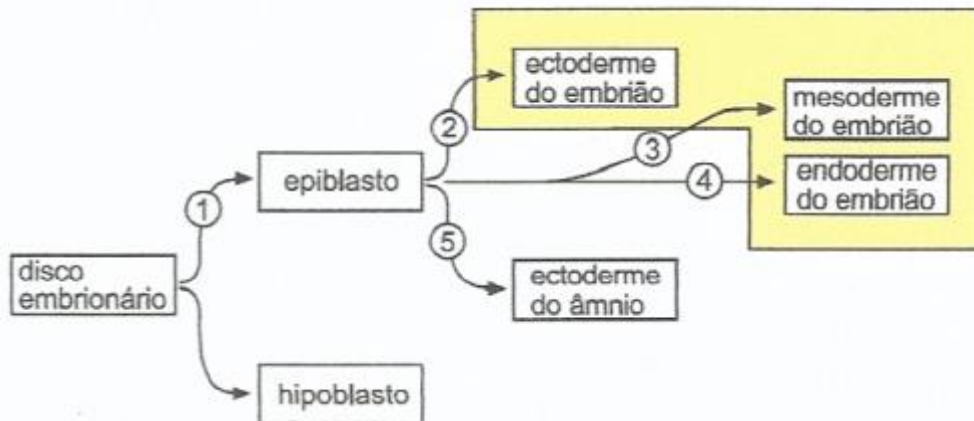 ectoderme
do embrião
mesoderme
do embrião
2
3
epiblasto
4
endoderme
do embrião
1
5
disco
embrionário
ectoderme
do âmnio
hipoblasto